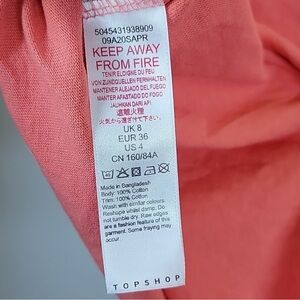 5045431938909
09A20SAPR
KEEP AWAY
FROM FIRE
TENIR ELOIGNE DU FEU
VON ZÜNDFUNKEN FERNHALTEN
MANTENER ALEJADO DEL FUEGO
MANTER AFASTADO DO FOGO
JAUHKAN DARI API
遠離火種
火気から遠ざけて下さい。
UK 8
EUR 36
US 4
CN 160/84A
Made in Bangladesh
Body: 100% Cotton
Trim: 100% Cotton
Wash with similar colours.
Reshape whilst damp. Do
not tumble dry. Raw edges
are a feature of this
garment. Some fraying may
occur
TOPSHOP